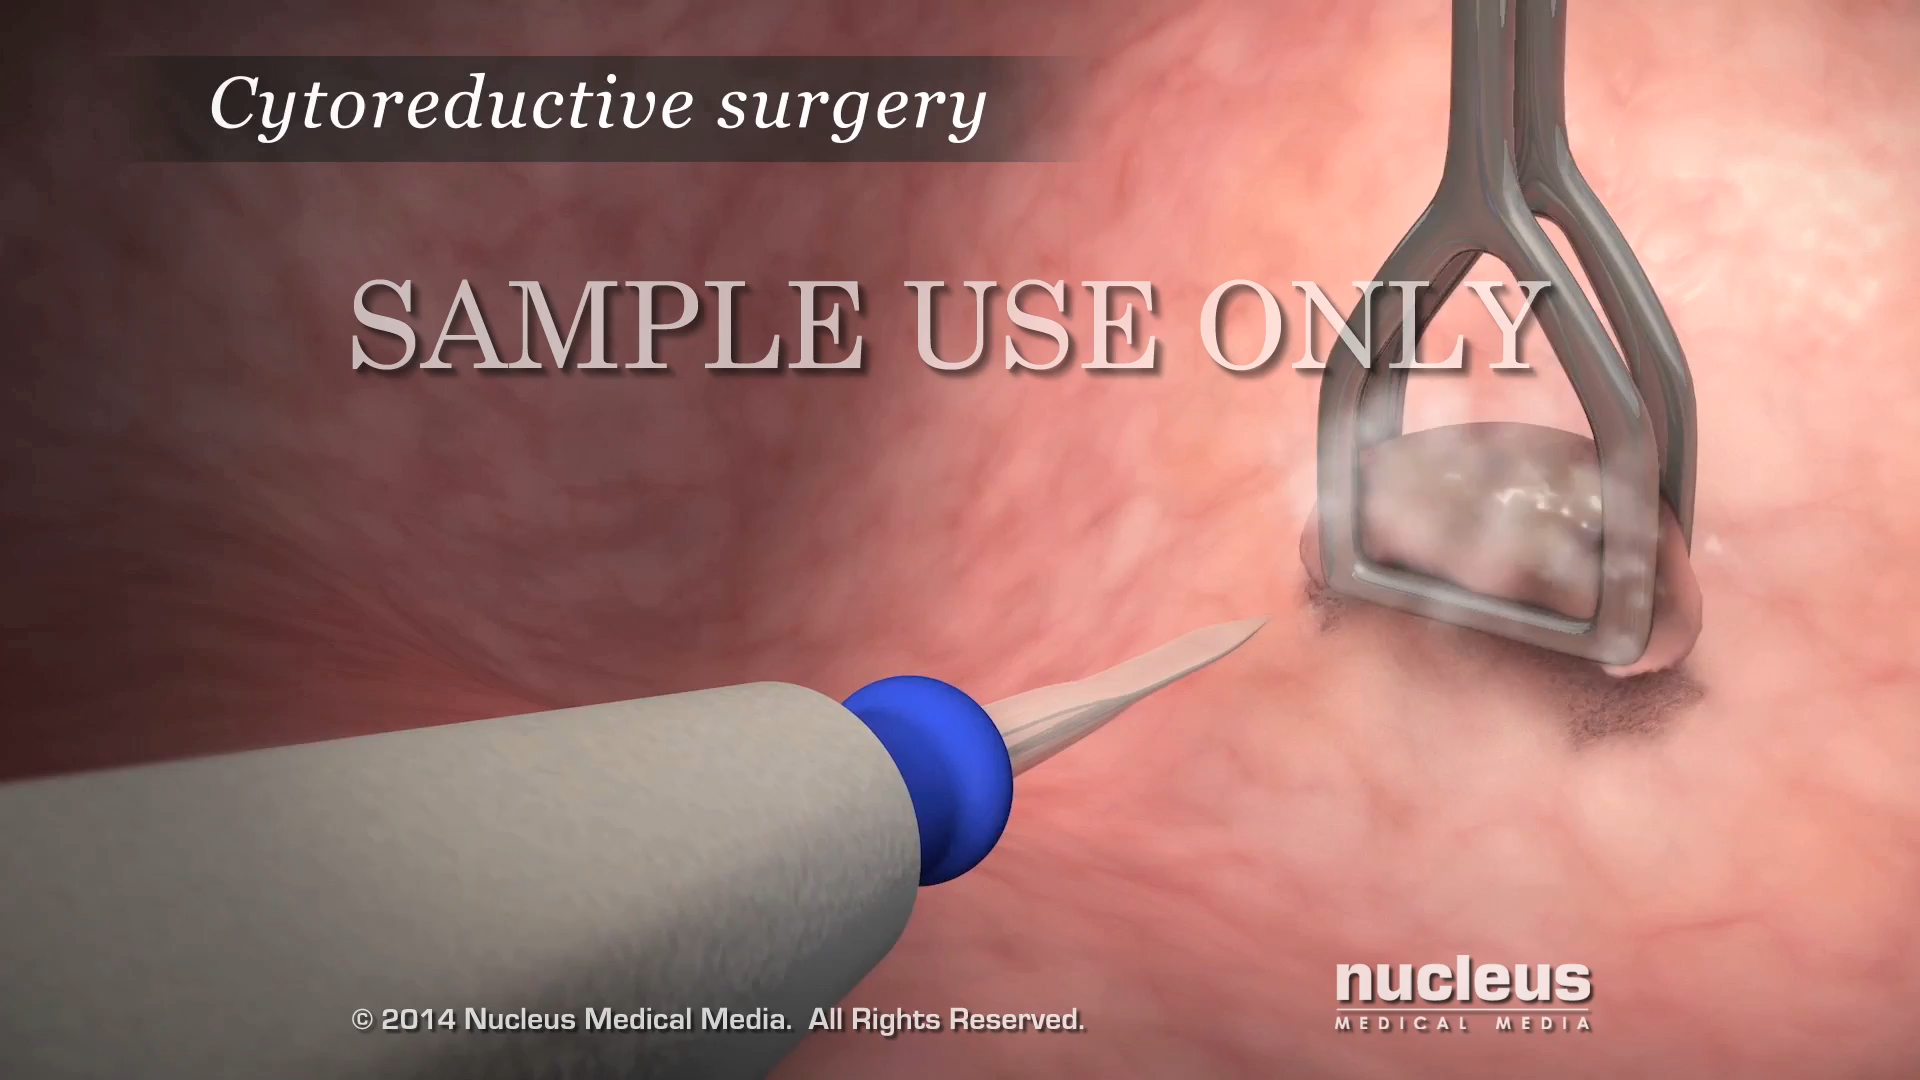 Cytoreductive surgery
SAMPLE USE ONLY
nucleus
MEDICAL MEDIA
© 2014 Nucleus Medical Media. All Rights Reserved.